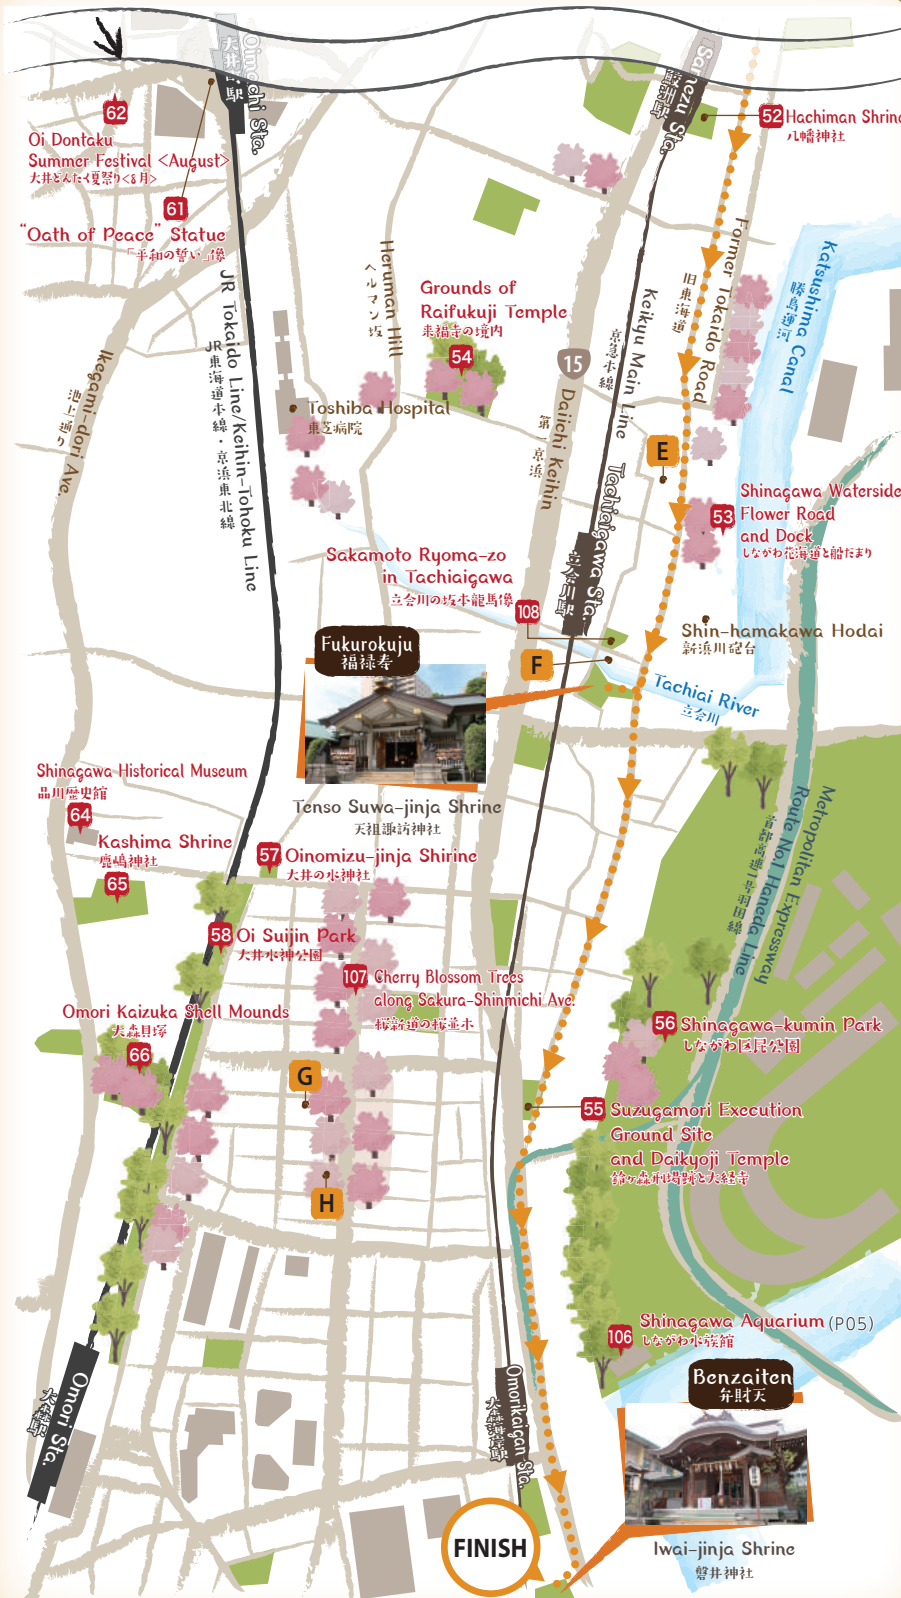 Oimachi Sta.
大井町駅
Samezu Sta.
鮫洲駅
62
Oi Dontaku
Summer Festival <August>
大井どんたく夏祭り<8月>
52
Hachiman Shrine
八幡神社
61
“Oath of Peace” Statue
「平和の誓い」像
JR Tokaido Line/Keihin-Tohoku Line
JR東海道本線・京浜東北線
Heruman Hill
ヘルマン坂
Grounds of
Raifukuji Temple
来福寺の境内
54
15
Daiichi Keihin
第一京浜
Keikyu Main Line
京急本線
Former Tokaido Road
旧東海道
Katsushima Canal
勝島運河
Ikegami-dori Ave.
池上通り
Toshiba Hospital
東芝病院
E
Shinagawa Waterside
Flower Road
and Dock
しながわ花海道と船だまり
53
Tachiaigawa Sta.
立会川駅
Sakamoto Ryoma-zo
in Tachiaigawa
立会川の坂本龍馬像
108
Shin-hamakawa Hodai
新浜川砲台
F
Fukurokuju
福禄寿
Tachiai River
立会川
Tenso Suwa-jinja Shrine
天祖諏訪神社
Shinagawa Historical Museum
品川歴史館
64
Kashima Shrine
鹿嶋神社
65
57
Oinomizu-jinja Shirine
大井の水神社
Metropolitan Expressway
Route No.1 Haneda Line
首都高速1号羽田線
58
Oi Suijin Park
大井水神公園
107
Cherry Blossom Trees
along Sakura-Shinmichi Ave.
桜新道の桜並木
Omori Kaizuka Shell Mounds
大森貝塚
66
56
Shinagawa-kumin Park
しながわ区民公園
G
55
Suzugamori Execution
Ground Site
and Daikyoji Temple
鈴ヶ森刑場跡と大経寺
H
106
Shinagawa Aquarium (P05)
しながわ水族館
Omori Sta.
大森駅
Omorikaigan Sta.
大森海岸駅
Benzaiten
弁財天
FINISH
Iwai-jinja Shrine
磐井神社